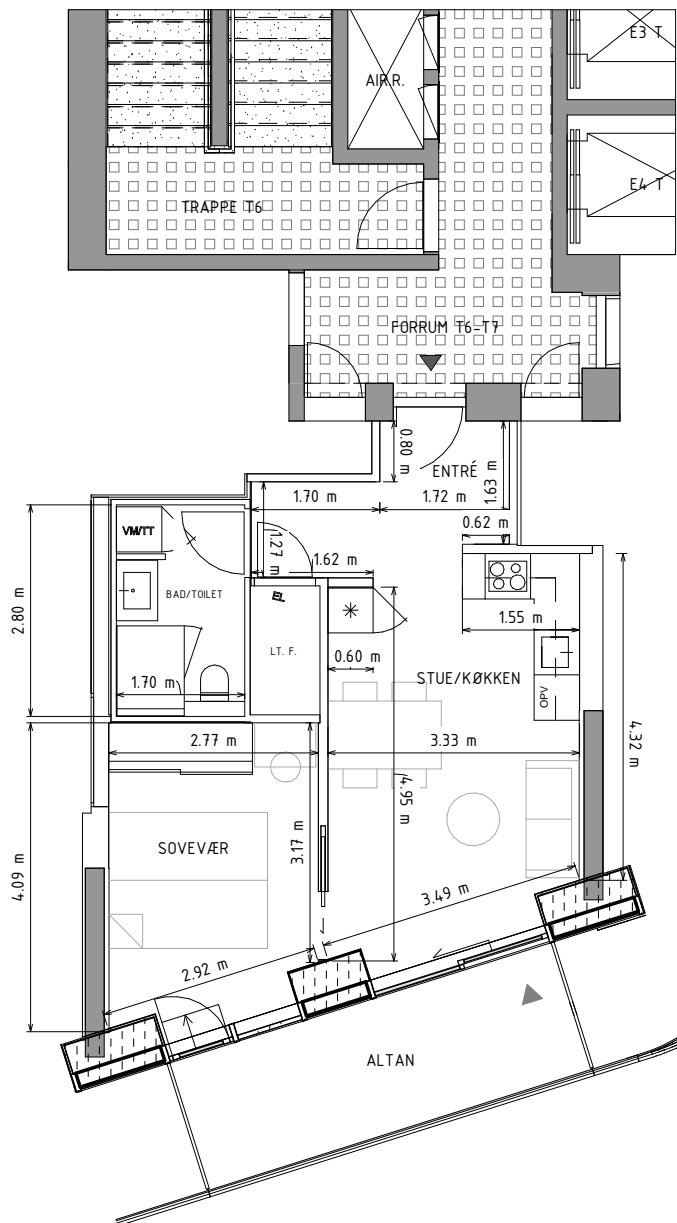 E3 T
AIR R.
E4 T
TRAPPE T6
FORRUM T6-T7
0.80 m
ENTRÉ
1.63 m
1.70 m
1.72 m
VM/TT
0.62 m
1.27 m
1.62 m
EL
BAD/TOILET
2.80 m
1.55 m
LT. F.
0.60 m
STUE/KØKKEN
1.70 m
OPV
2.77 m
3.33 m
4.32 m
4.95 m
SOVEVÆR
3.17 m
4.09 m
3.49 m
2.92 m
ALTAN